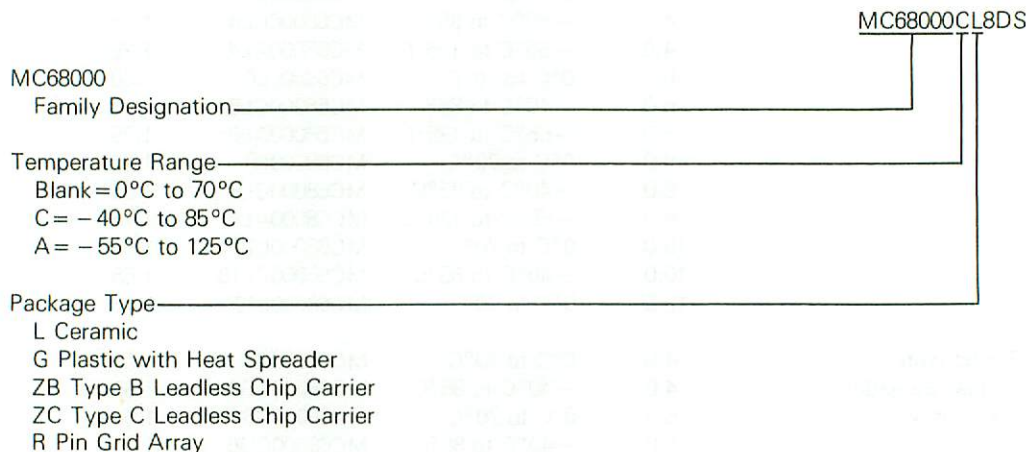 MC68000CL8DS
MC68000
Family Designation
Temperature Range
Blank = 0°C to 70°C
C = – 40°C to 85°C
A = – 55°C to 125°C
Package Type
L Ceramic
G Plastic with Heat Spreader
ZB Type B Leadless Chip Carrier
ZC Type C Leadless Chip Carrier
R Pin Grid Array